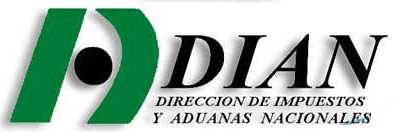 DIAN
DIRECCION DE IMPUESTOS
Y ADUANAS NACIONALES